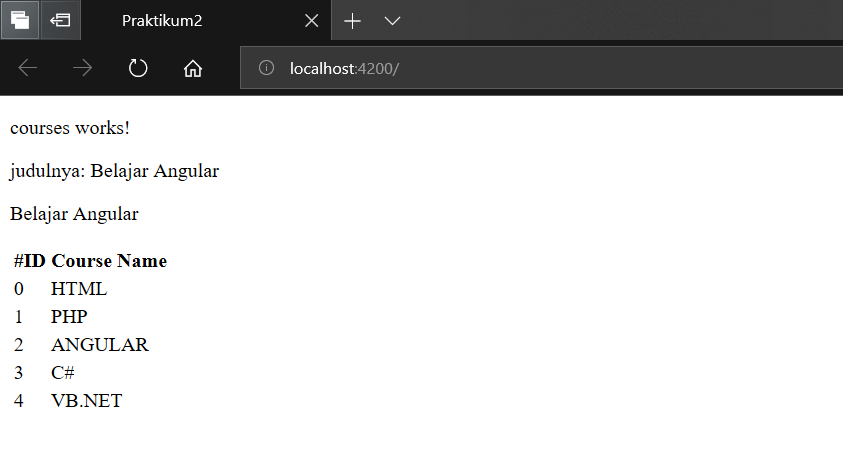 Praktikum2
localhost:4200/
courses works!
judulnya: Belajar Angular
Belajar Angular
#ID Course Name
0 HTML
1 PHP
2 ANGULAR
3 C#
4 VB.NET